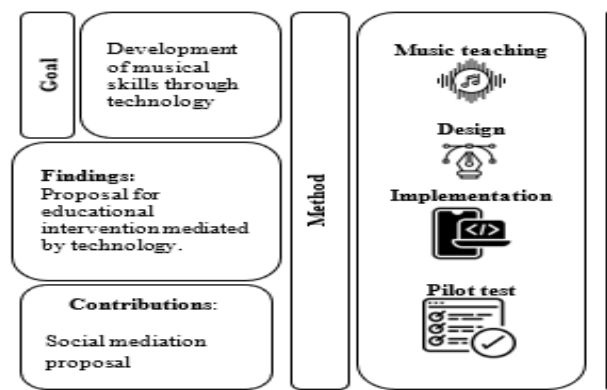 Goal
Development
of musical
skills through
technology
Findings:
Proposal for
educational
intervention mediated
by technology.
Contributions:
Social mediation
proposal
Method
Music teaching
Design
Implementation
</>
Pilot test